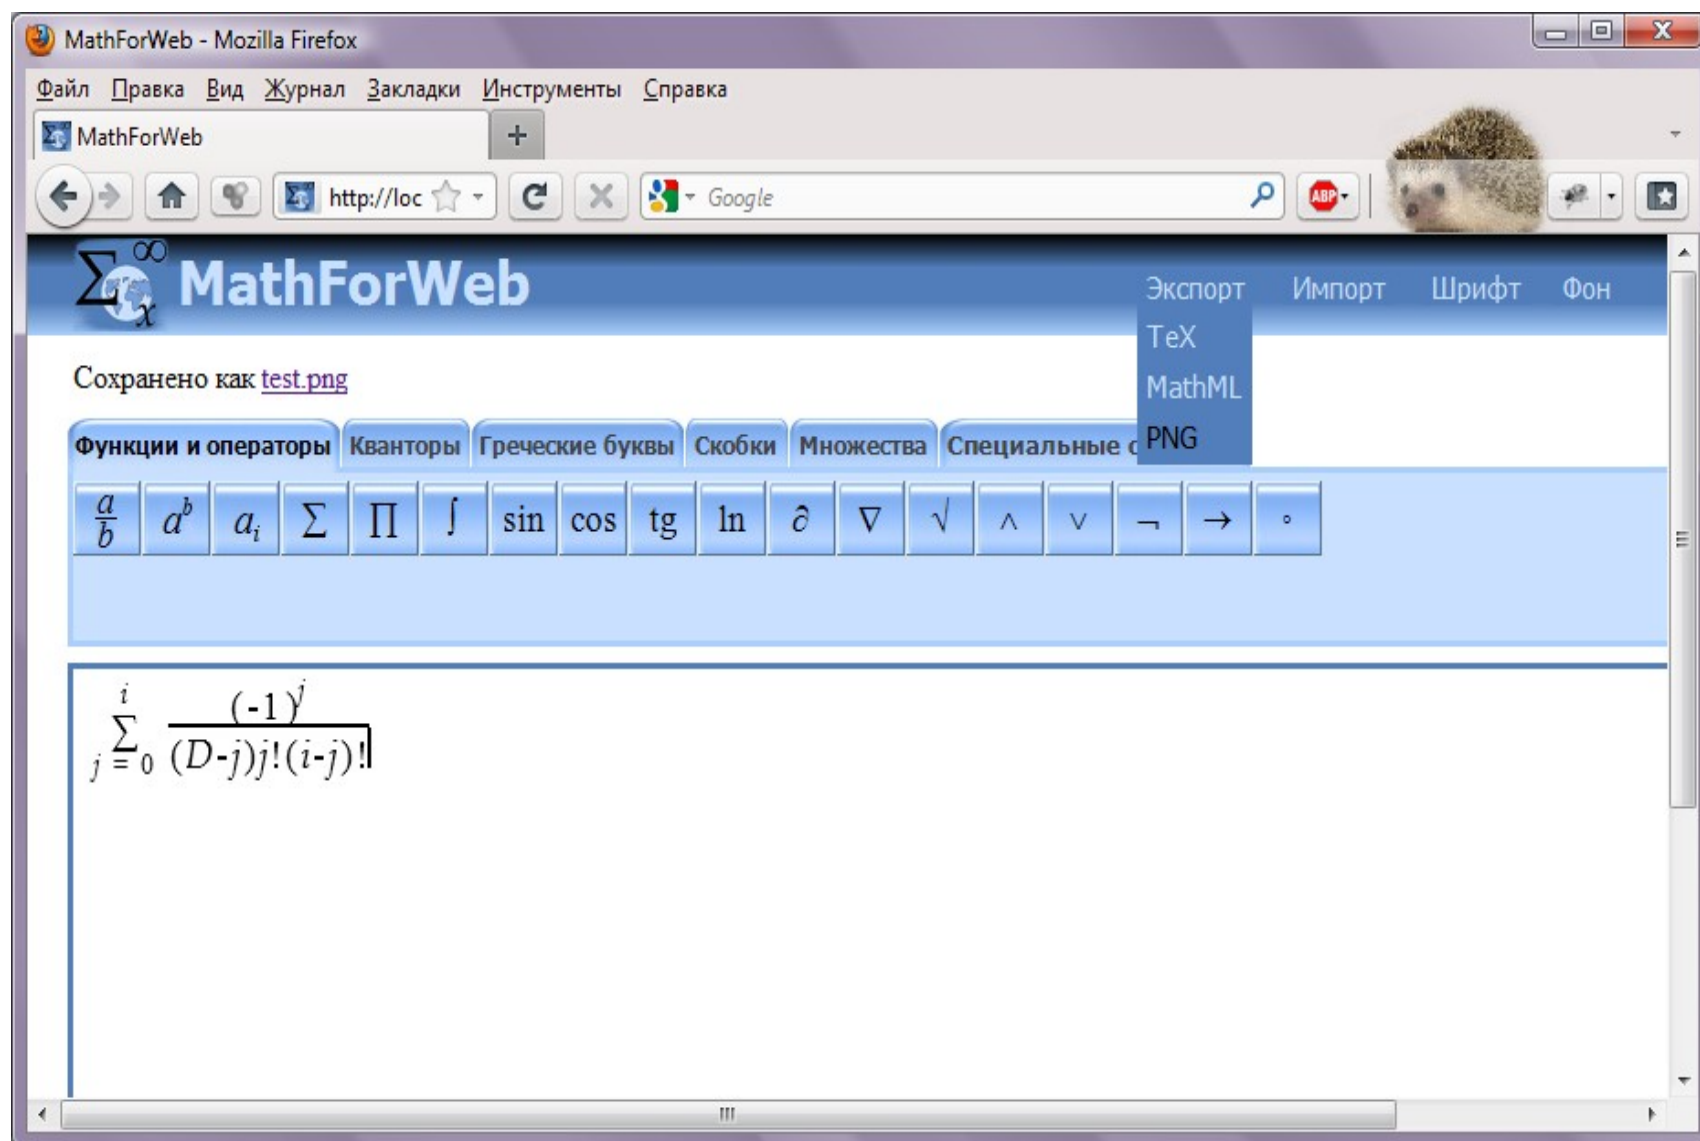 MathForWeb - Mozilla Firefox
Файл Правка Вид Журнал Закладки Инструменты Справка
MathForWeb +
http://loc Google ABP
∑ ∞ x MathForWeb
Экспорт Импорт Шрифт Фон
TeX
MathML
PNG
Сохранено как test.png
Функции и операторы Кванторы Греческие буквы Скобки Множества Специальные с
a/b a^b a_i ∑ ∏ ∫ sin cos tg ln ∂ ∇ √ ∧ ∨ ¬ → ∘
i (-1)^j
∑
j = 0 (D-j)j!(i-j)!